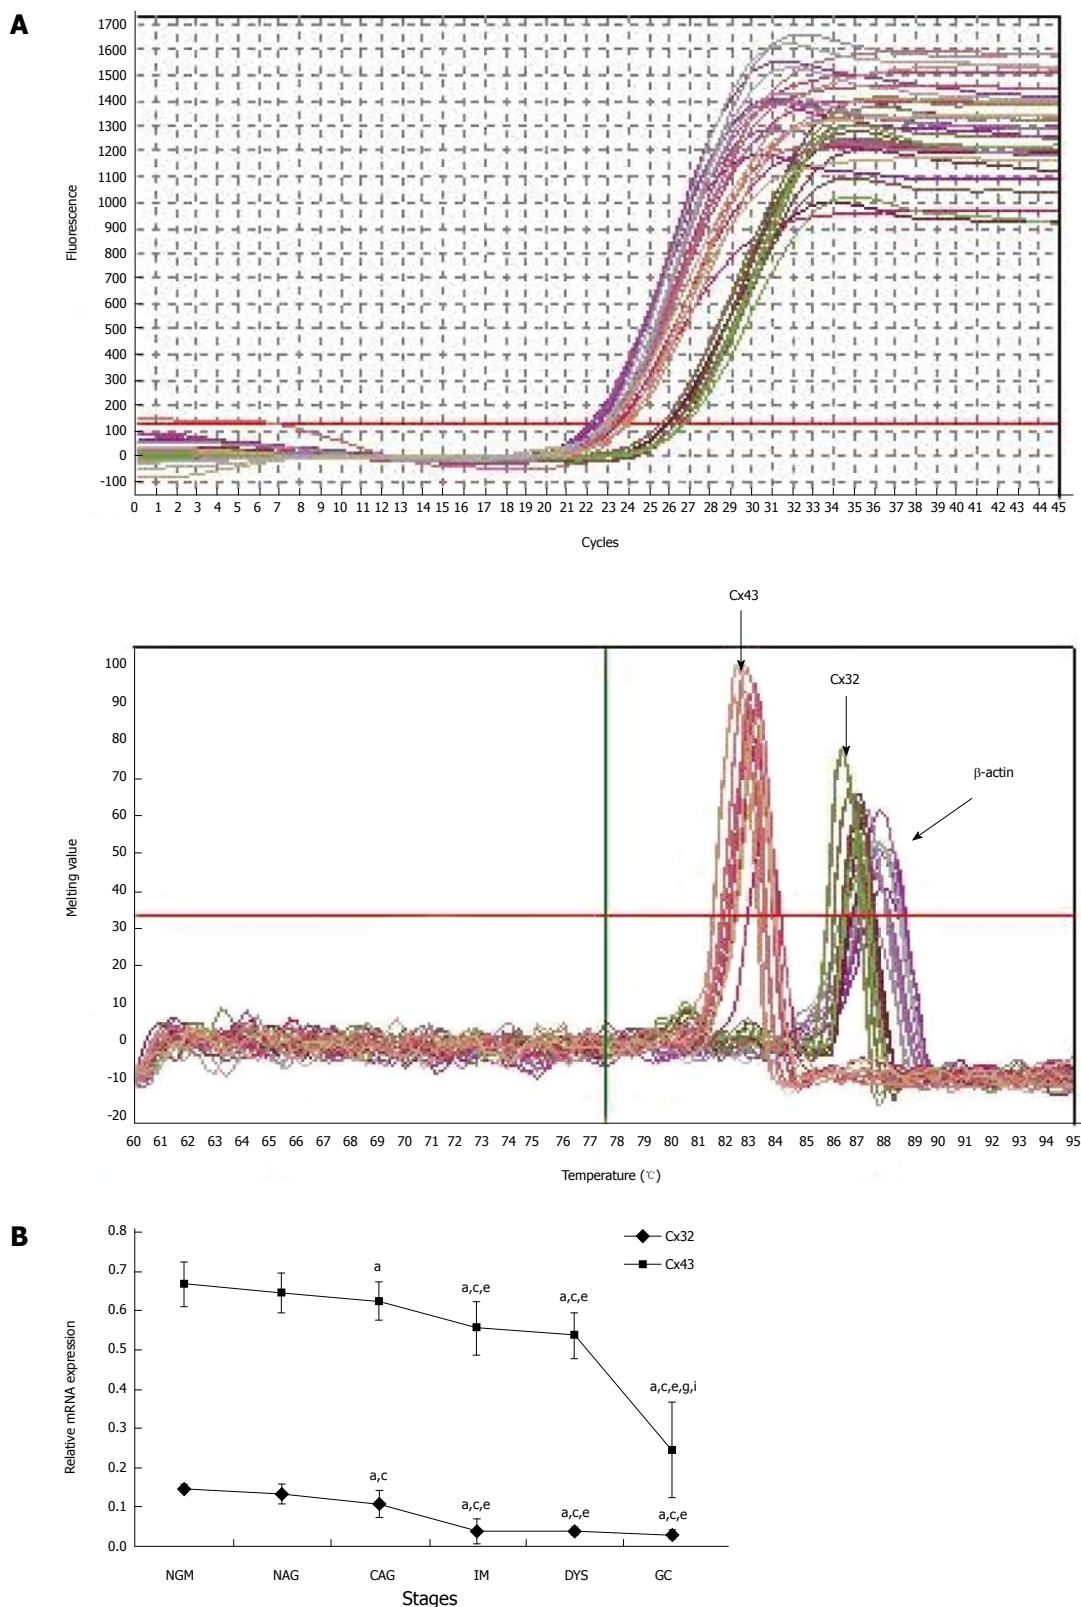 A
1700
1600
1500
1400
1300
1200
1100
1000
900
800
700
600
500
400
300
200
100
0
-100
Fluorescence
0 1 2 3 4 5 6 7 8 9 10 11 12 13 14 15 16 17 18 19 20 21 22 23 24 25 26 27 28 29 30 31 32 33 34 35 36 37 38 39 40 41 42 43 44 45
Cycles
Cx43
Cx32
β-actin
100
90
80
70
60
50
40
30
20
10
0
-10
-20
Melting value
60 61 62 63 64 65 66 67 68 69 70 71 72 73 74 75 76 77 78 79 80 81 82 83 84 85 86 87 88 89 90 91 92 93 94 95
Temperature (℃)
B
0.8
0.7
0.6
0.5
0.4
0.3
0.2
0.1
0.0
Relative mRNA expression
Cx32
Cx43
a
a,c,e
a,c,e
a,c,e,g,i
a,c
a,c,e
a,c,e
a,c,e
NGM NAG CAG IM DYS GC
Stages